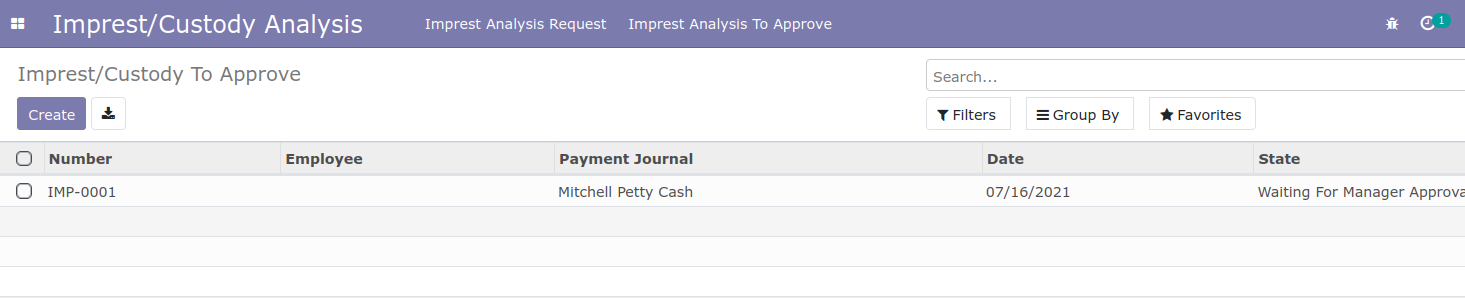 Imprest/Custody Analysis Imprest Analysis Request Imprest Analysis To Approve 1
Imprest/Custody To Approve
Search...
Create Filters Group By Favorites
Number Employee Payment Journal Date State
IMP-0001 Mitchell Petty Cash 07/16/2021 Waiting For Manager Approva